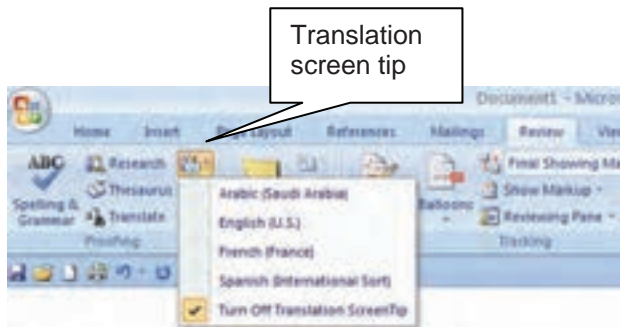 Translation
screen tip
Document1 - Micro
Home Insert Page Layout References Mailings Review View
ABC
Research
Thesaurus
Translate
Spelling &
Grammar
Proofing
Arabic (Saudi Arabia)
English (U.S.)
French (France)
Spanish (International Sort)
Turn Off Translation ScreenTip
Balloons
Final Showing Ma
Show Markup
Reviewing Pane
Tracking